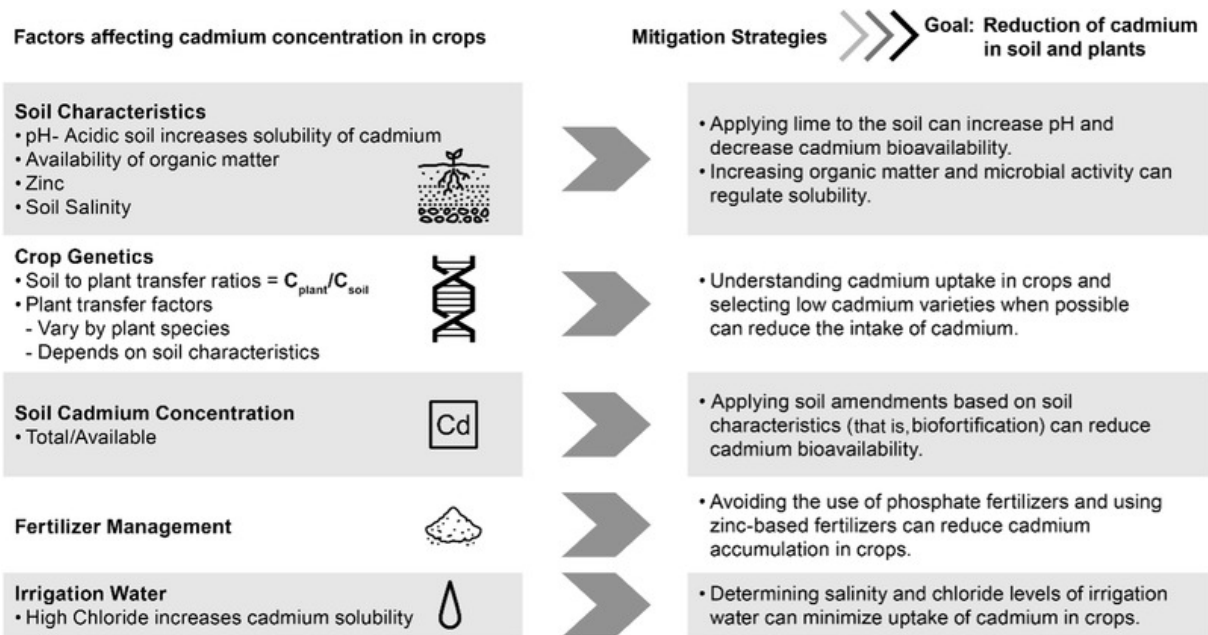 Factors affecting cadmium concentration in crops
Mitigation Strategies
Goal: Reduction of cadmium
in soil and plants
Soil Characteristics
• pH- Acidic soil increases solubility of cadmium
• Availability of organic matter
• Zinc
• Soil Salinity
• Applying lime to the soil can increase pH and
decrease cadmium bioavailability.
• Increasing organic matter and microbial activity can
regulate solubility.
Crop Genetics
• Soil to plant transfer ratios = C_plant/C_soil
• Plant transfer factors
- Vary by plant species
- Depends on soil characteristics
• Understanding cadmium uptake in crops and
selecting low cadmium varieties when possible
can reduce the intake of cadmium.
Soil Cadmium Concentration
• Total/Available
Cd
• Applying soil amendments based on soil
characteristics (that is, biofortification) can reduce
cadmium bioavailability.
Fertilizer Management
• Avoiding the use of phosphate fertilizers and using
zinc-based fertilizers can reduce cadmium
accumulation in crops.
Irrigation Water
• High Chloride increases cadmium solubility
• Determining salinity and chloride levels of irrigation
water can minimize uptake of cadmium in crops.